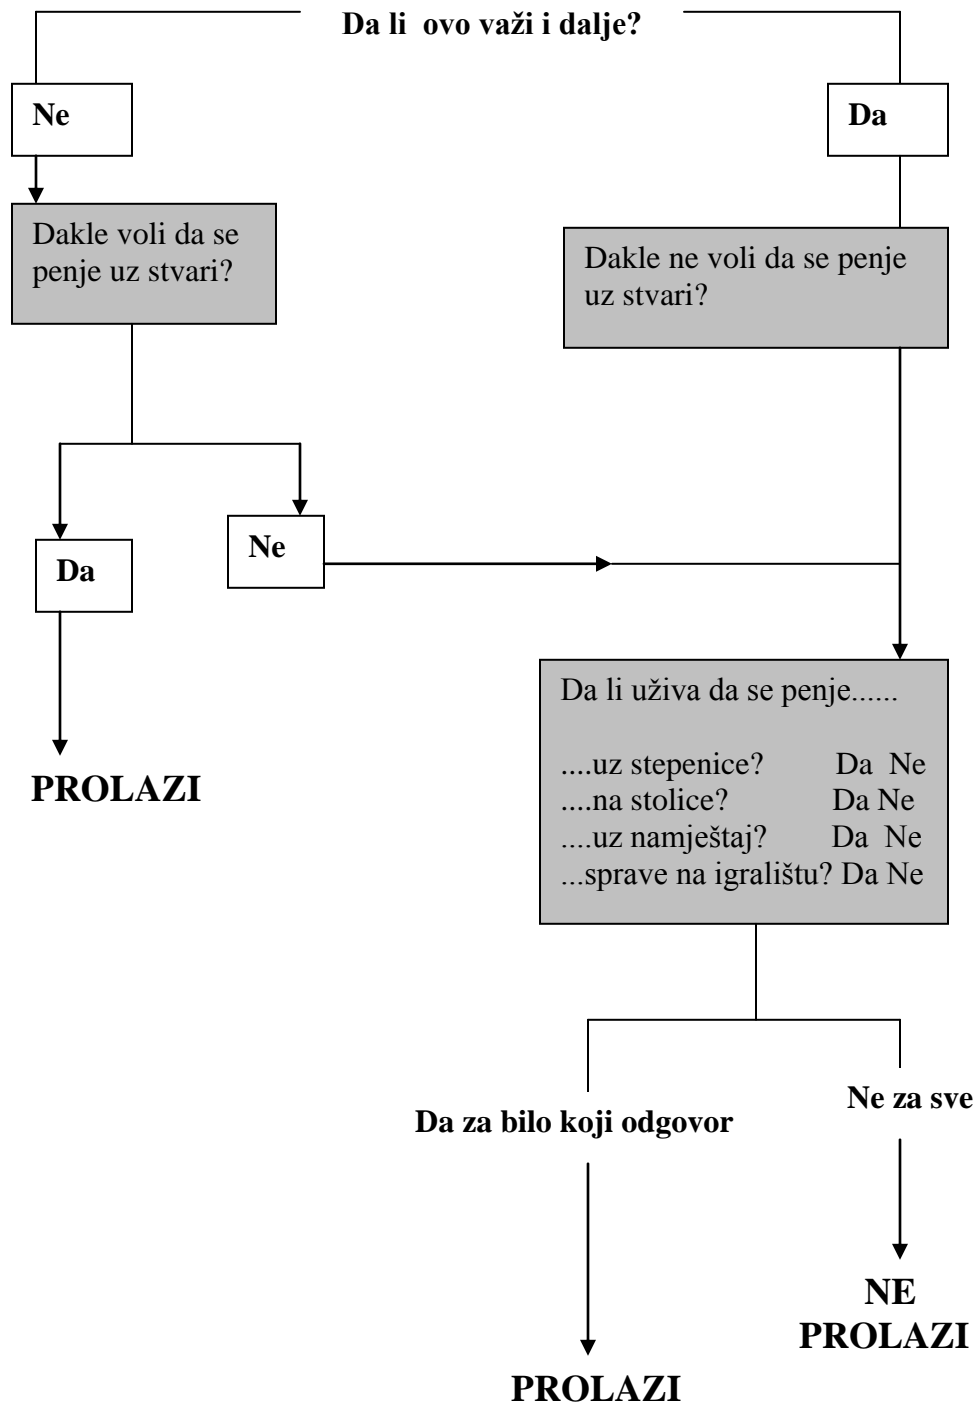 Da li ovo važi i dalje?
Ne
Da
Dakle voli da se
penje uz stvari?
Dakle ne voli da se penje
uz stvari?
Ne
Da
Da li uživa da se penje......
....uz stepenice? Da Ne
....na stolice? Da Ne
....uz namještaj? Da Ne
...sprave na igralištu? Da Ne
PROLAZI
Ne za sve
Da za bilo koji odgovor
NE
PROLAZI
PROLAZI